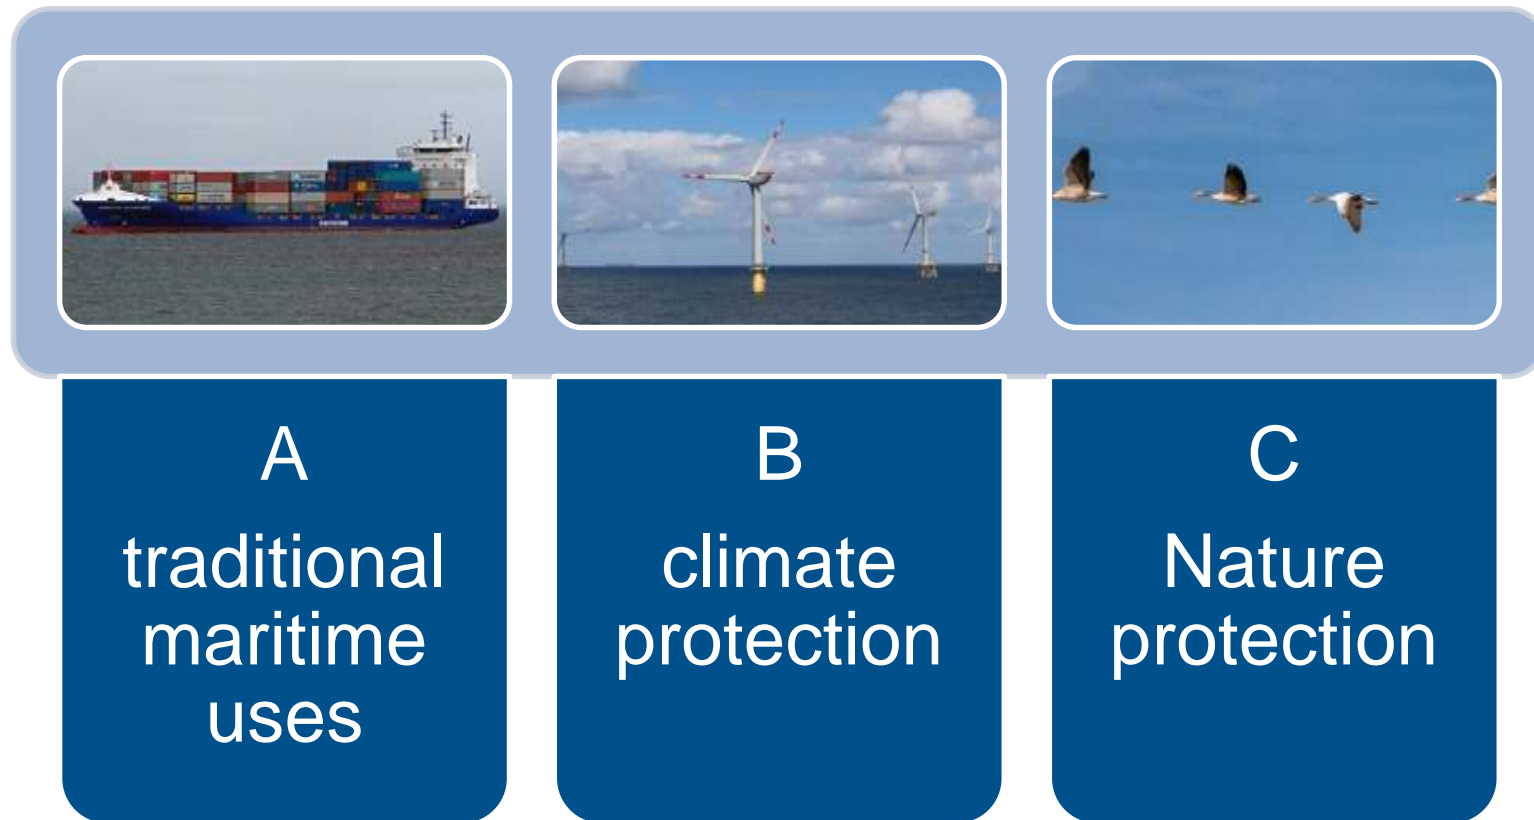 A
traditional
maritime
uses
B
climate
protection
C
Nature
protection